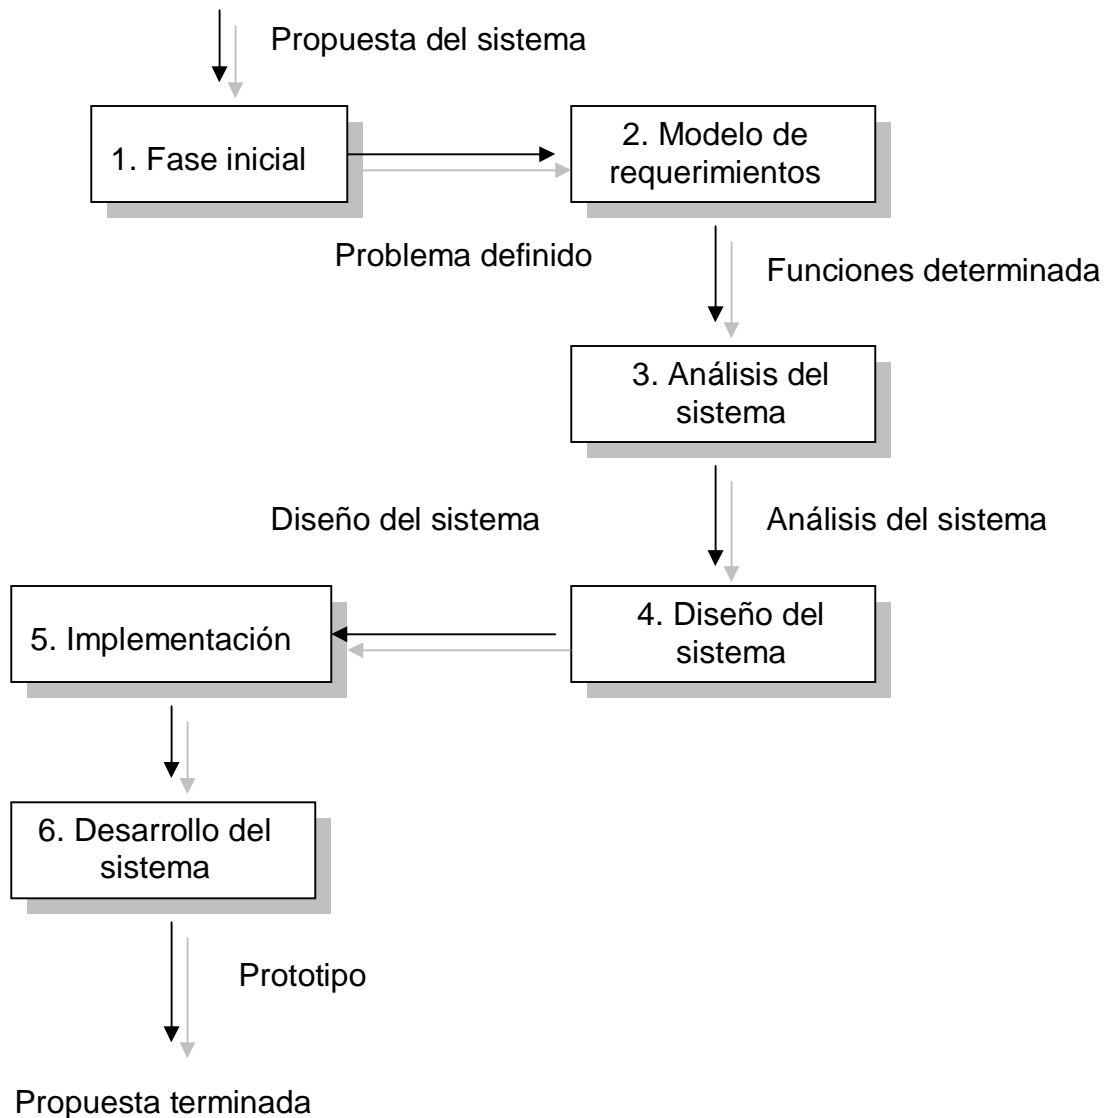 Propuesta del sistema
1. Fase inicial
2. Modelo de
requerimientos
Problema definido
Funciones determinada
3. Análisis del
sistema
Diseño del sistema
Análisis del sistema
4. Diseño del
sistema
5. Implementación
6. Desarrollo del
sistema
Prototipo
Propuesta terminada